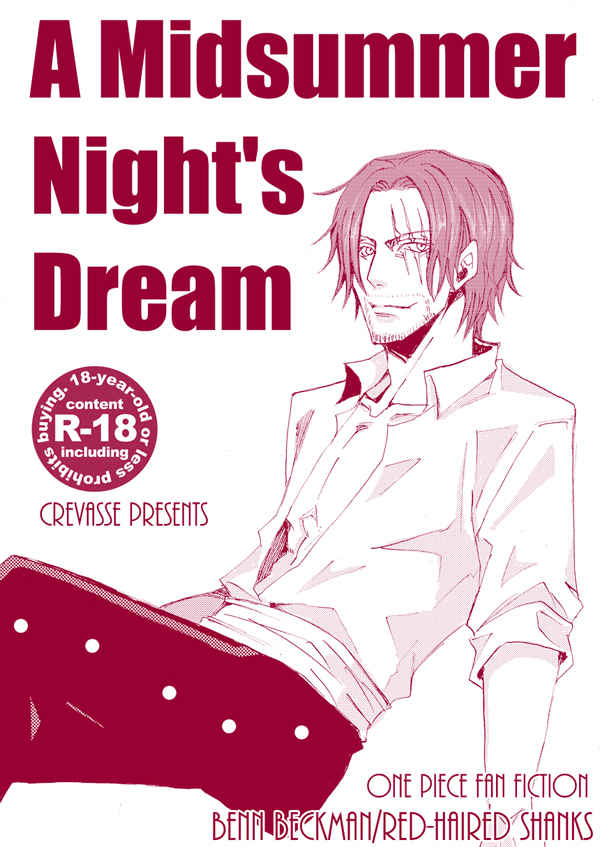 A Midsummer
Night's
Dream
buying. 18-year-old or less prohibits
content
R-18
including
CREVASSE PRESENTS
ONE PIECE FAN FICTION
BENN BECKMAN/RED-HAIRED SHANKS